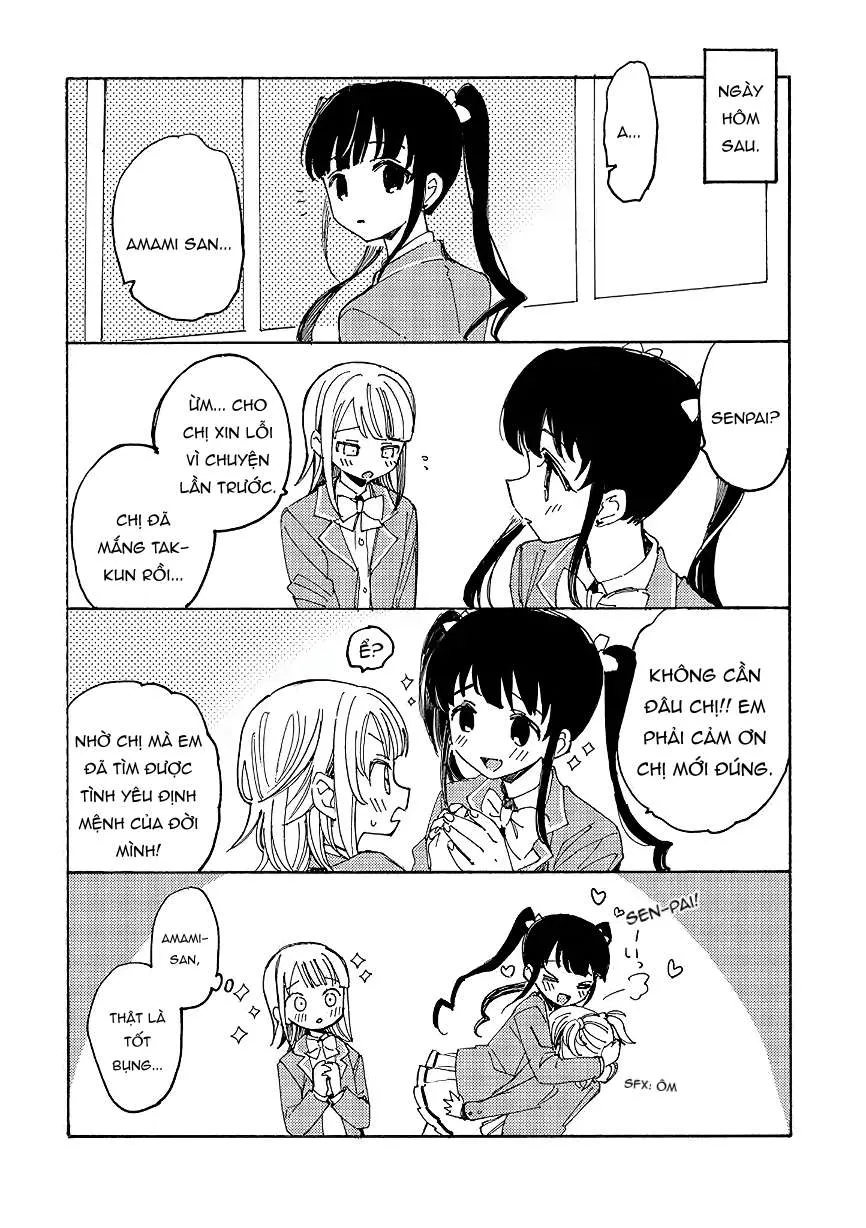 NGÀY
HÔM
SAU.
A...
AMAMI SAN...
SENPAI?
ỪM... CHO
CHỊ XIN LỖI
VÌ CHUYỆN
LẦN TRƯỚC.
CHỊ ĐÃ
MẮNG TAK-
KUN RỒI...
KHÔNG CẦN
ĐÂU CHỊ!! EM
PHẢI CẢM ƠN
CHỊ MỚI ĐÚNG.
Ể?
NHỜ CHỊ MÀ EM
ĐÃ TÌM ĐƯỢC
TÌNH YÊU ĐỊNH
MỆNH CỦA ĐỜI
MÌNH!
SEN-PAI!
SFX: ÔM
AMAMI-
SAN,
THẬT LÀ
TỐT
BỤNG...